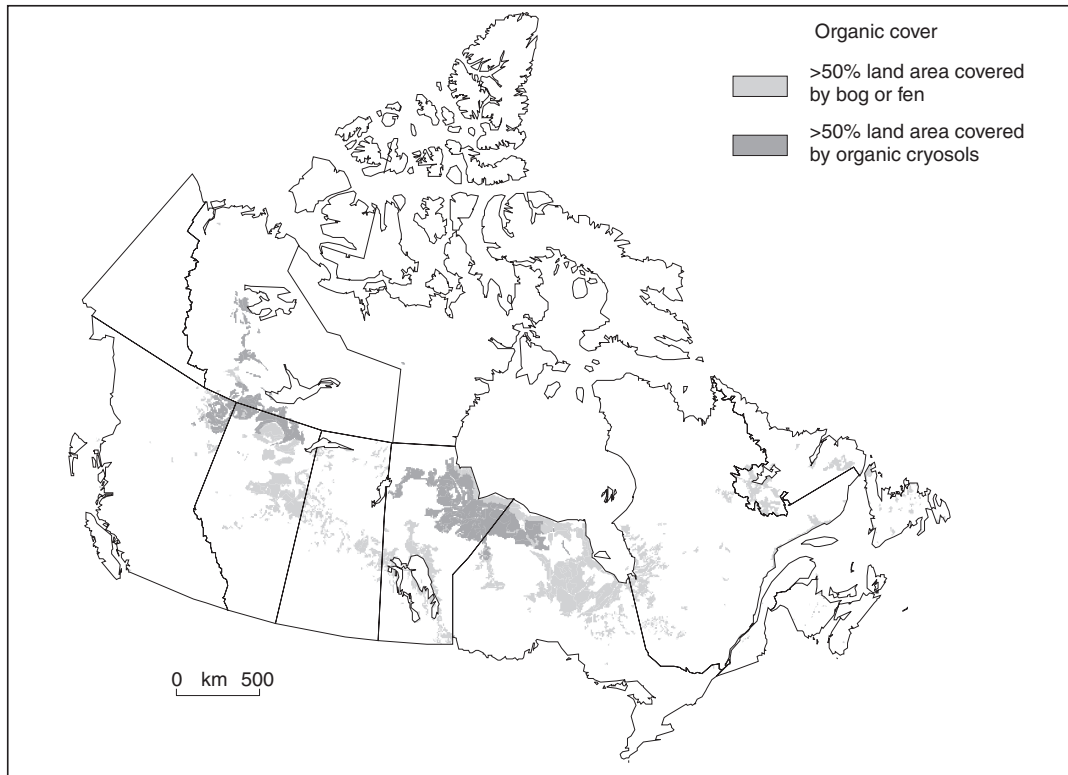 Organic cover
>50% land area covered
by bog or fen
>50% land area covered
by organic cryosols
0 km 500